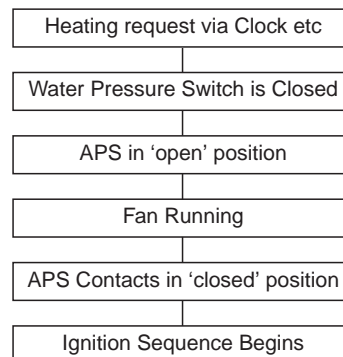 Heating request via Clock etc
Water Pressure Switch is Closed
APS in ‘open’ position
Fan Running
APS Contacts in ‘closed’ position
Ignition Sequence Begins